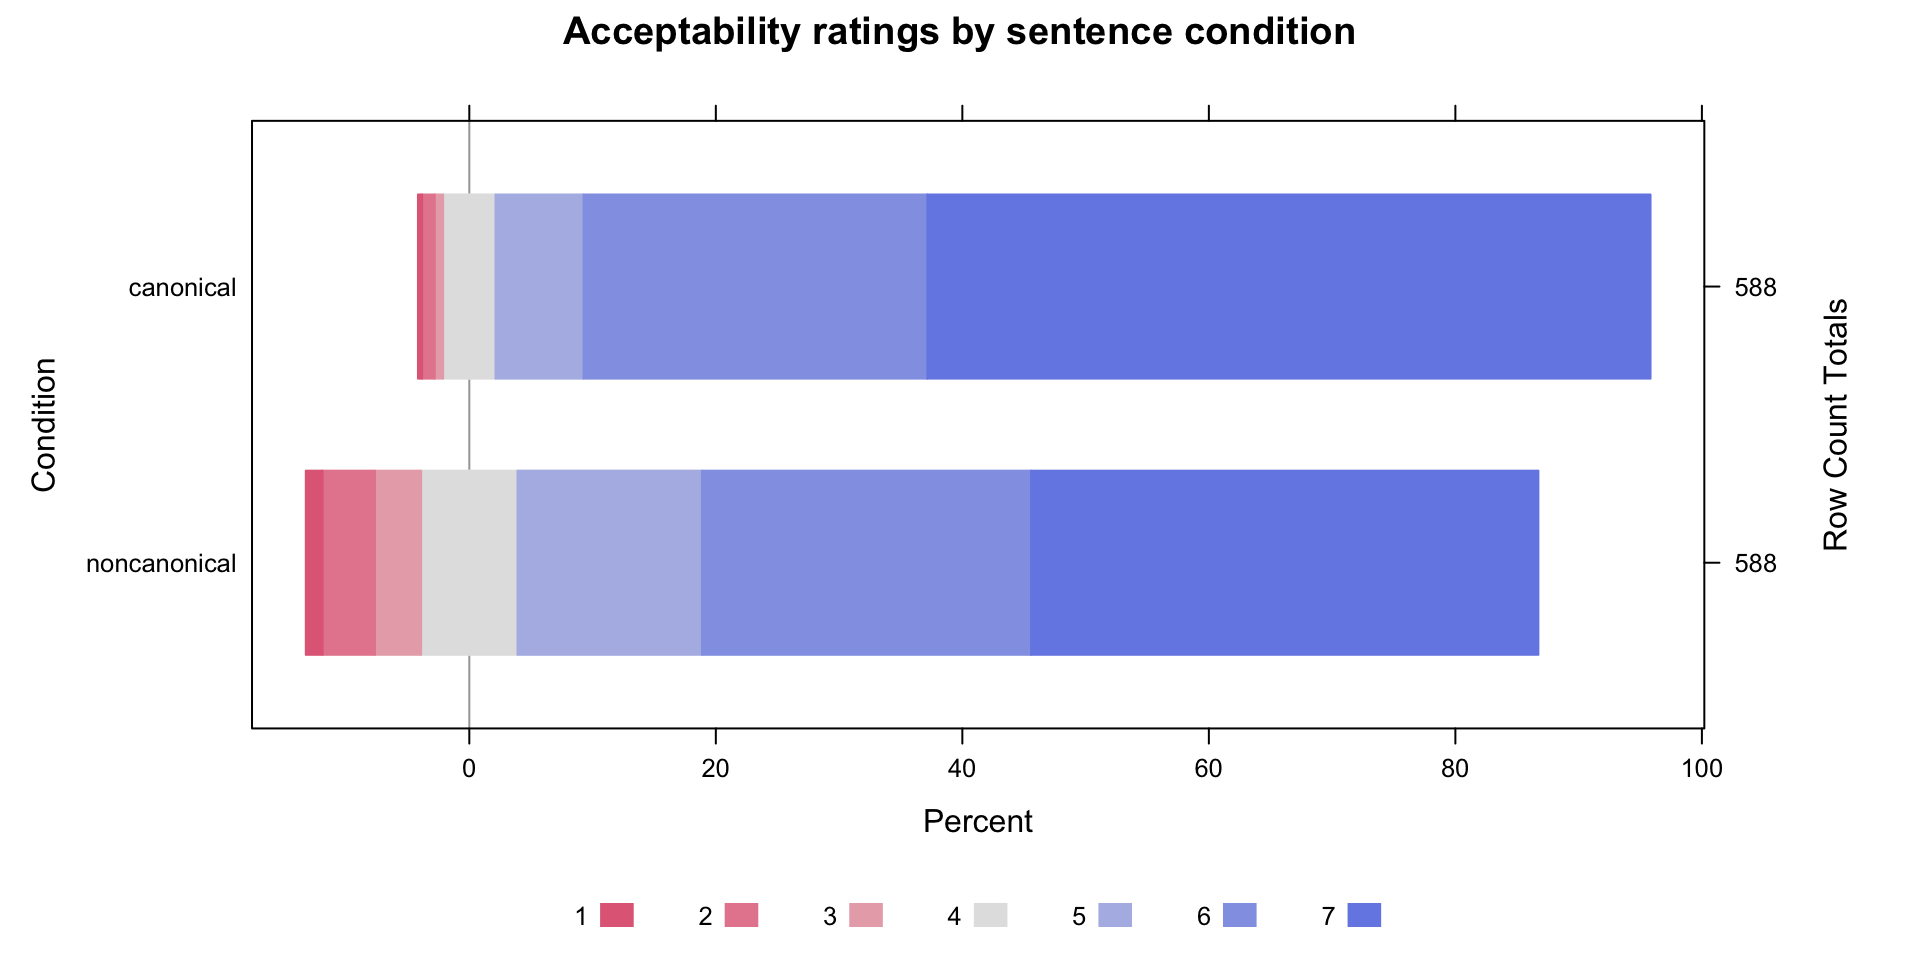 Acceptability ratings by sentence condition
canonical
588
noncanonical
588
Condition
Row Count Totals
0 20 40 60 80 100
Percent
1 2 3 4 5 6 7